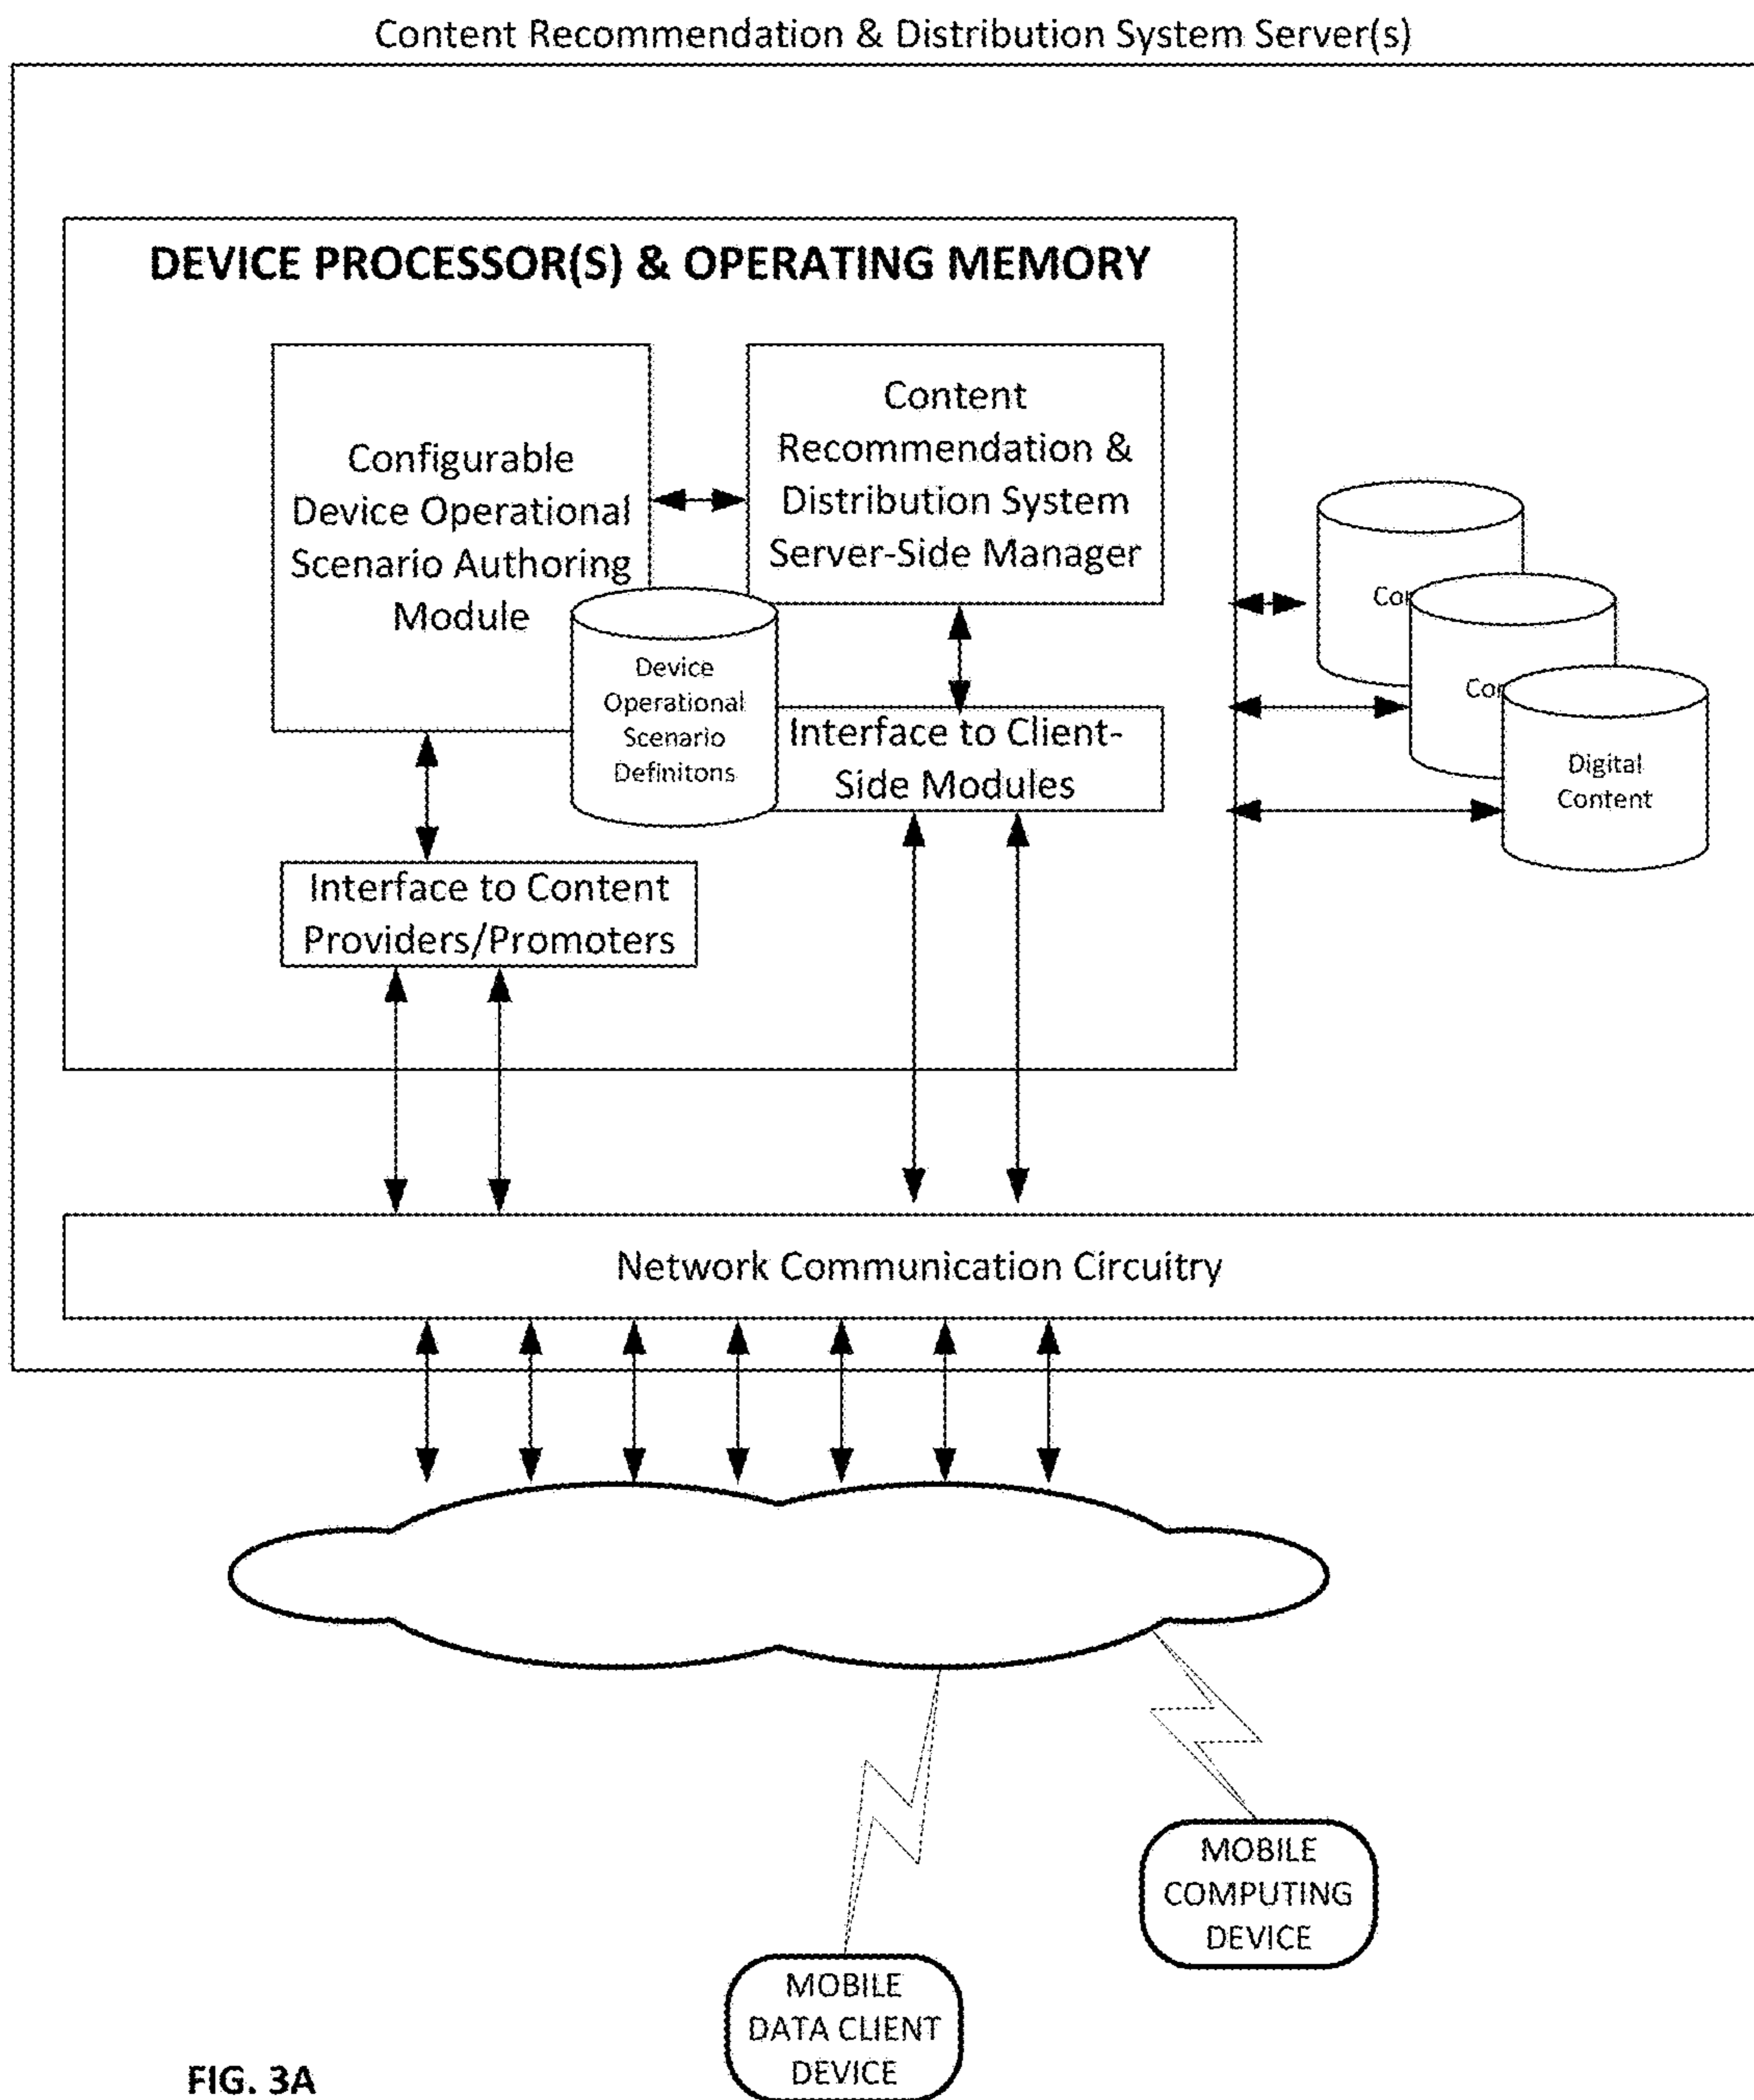 Content Recommendation & Distribution System Server(s)
DEVICE PROCESSOR(S) & OPERATING MEMORY
Configurable
Device Operational
Scenario Authoring
Module
Content
Recommendation &
Distribution System
Server-Side Manager
Device
Operational
Scenario
Definitons
Interface to Client-
Side Modules
Interface to Content
Providers/Promoters
Digital
Content
Network Communication Circuitry
MOBILE
COMPUTING
DEVICE
MOBILE
DATA CLIENT
DEVICE
FIG. 3A